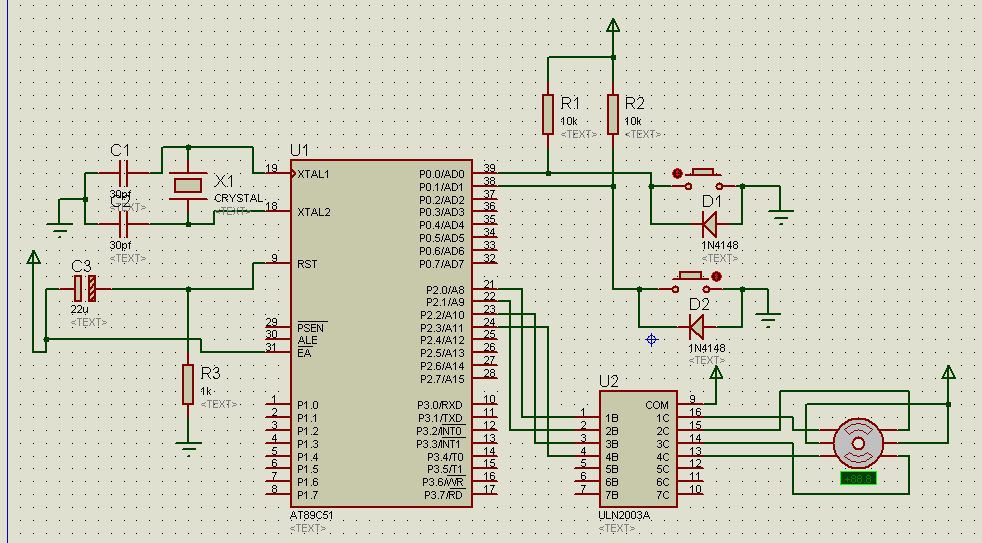 R1
10k
<TEXT>
R2
10k
<TEXT>
C1
30pf
<TEXT>
C2
30pf
<TEXT>
X1
CRYSTAL
<TEXT>
C3
22u
<TEXT>
R3
1k
<TEXT>
U1
19 XTAL1
18 XTAL2
9 RST
29 PSEN
30 ALE
31 EA
1 P1.0
2 P1.1
3 P1.2
4 P1.3
5 P1.4
6 P1.5
7 P1.6
8 P1.7
P0.0/AD0 39
P0.1/AD1 38
P0.2/AD2 37
P0.3/AD3 36
P0.4/AD4 35
P0.5/AD5 34
P0.6/AD6 33
P0.7/AD7 32
P2.0/A8 21
P2.1/A9 22
P2.2/A10 23
P2.3/A11 24
P2.4/A12 25
P2.5/A13 26
P2.6/A14 27
P2.7/A15 28
P3.0/RXD 10
P3.1/TXD 11
P3.2/INT0 12
P3.3/INT1 13
P3.4/T0 14
P3.5/T1 15
P3.6/WR 16
P3.7/RD 17
AT89C51
<TEXT>
D1
1N4148
<TEXT>
D2
1N4148
<TEXT>
U2
COM 9
1 1B 1C 16
2 2B 2C 15
3 3B 3C 14
4 4B 4C 13
5 5B 5C 12
6 6B 6C 11
7 7B 7C 10
ULN2003A
<TEXT>